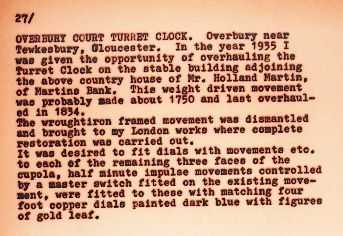 27/
OVERBURY COURT TURRET CLOCK. Overbury near
Tewkesbury, Gloucester. In the year 1935 I
was given the opportunity of overhauling the
Turret Clock on the stable building adjoining
the above country house of Mr. Holland Martin,
of Martins Bank. This weight driven movement
was probably made about 1750 and last overhaul-
ed in 1834.
The wroughtiron framed movement was dismantled
and brought to my London works where complete
restoration was carried out.
It was desired to fit dials with movements etc.
to each of the remaining three faces of the
cupola, half minute impulse movements controlled
by a master switch fitted on the existing move-
ment, were fitted to these with matching four
foot copper dials painted dark blue with figures
of gold leaf.